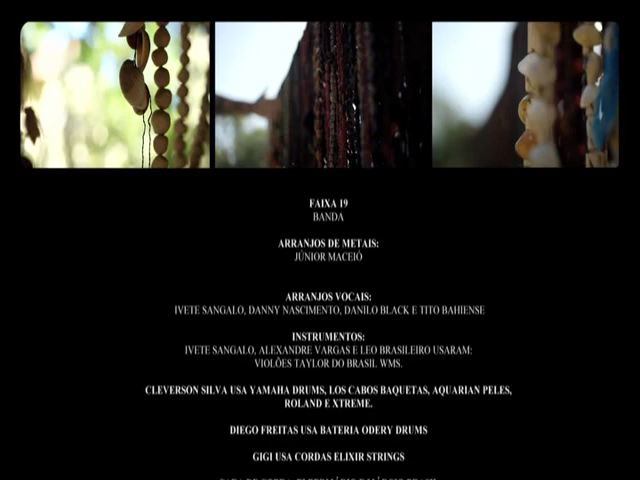 FAIXA 19
BANDA
ARRANJOS DE METAIS:
JÚNIOR MACEIÓ
ARRANJOS VOCAIS:
IVETE SANGALO, DANNY NASCIMENTO, DANILO BLACK E TITO BAHIENSE
INSTRUMENTOS:
IVETE SANGALO, ALEXANDRE VARGAS E LEO BRASILEIRO USARAM:
VIOLÕES TAYLOR DO BRASIL WMS.
CLEVERSON SILVA USA YAMAHA DRUMS, LOS CABOS BAQUETAS, AQUARIAN PELES,
ROLAND E XTREME.
DIEGO FREITAS USA BATERIA ODERY DRUMS
GIGI USA CORDAS ELIXIR STRINGS